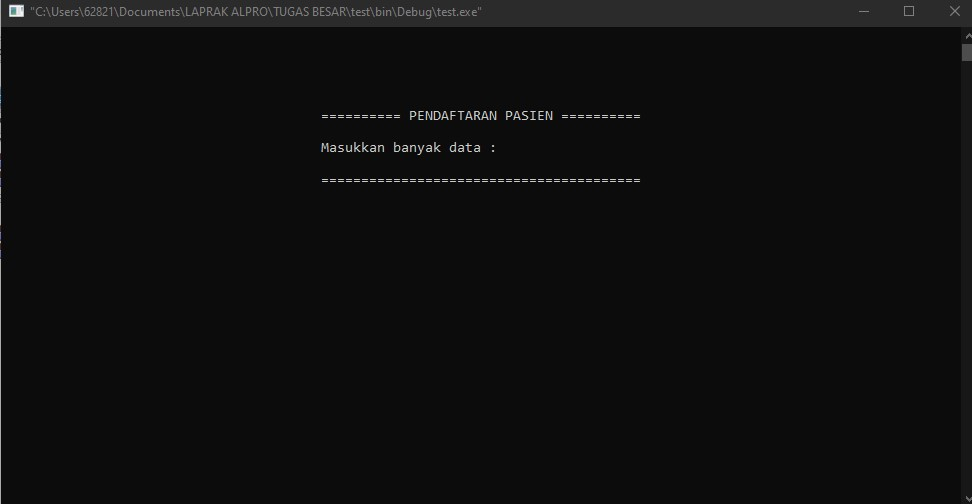 "C:\Users\62821\Documents\LAPRAK ALPRO\TUGAS BESAR\test\bin\Debug\test.exe"
========== PENDAFTARAN PASIEN ==========
Masukkan banyak data :
========================================